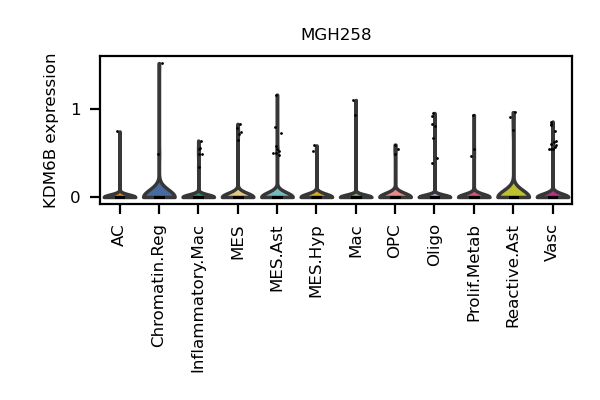 MGH258
KDM6B expression
1
0
AC
Chromatin.Reg
Inflammatory.Mac
MES
MES.Ast
MES.Hyp
Mac
OPC
Oligo
Prolif.Metab
Reactive.Ast
Vasc